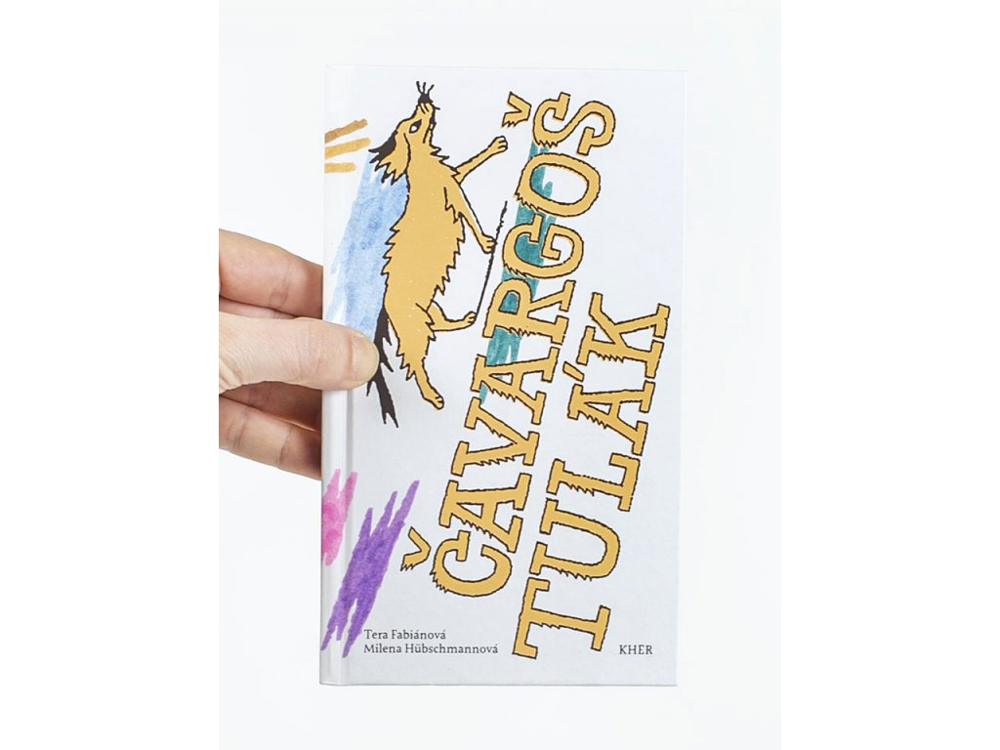 ČAVARGOŠ
TULÁK
Tera Fabiánová
Milena Hübschmannová
KHER